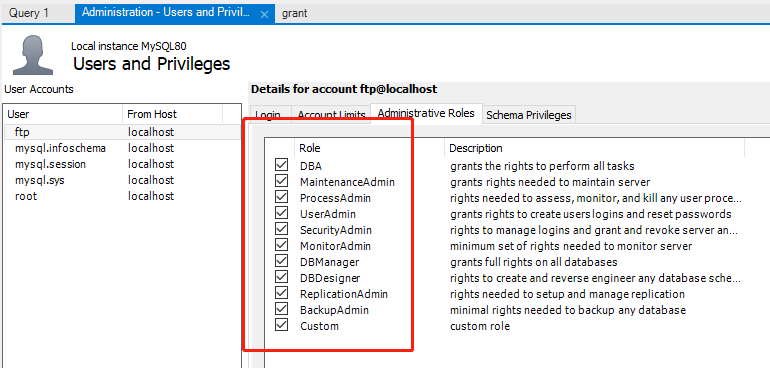 Query 1
Administration - Users and Privil...
grant
Local instance MySQL80
Users and Privileges
User Accounts
User From Host
ftp localhost
mysql.infoschema localhost
mysql.session localhost
mysql.sys localhost
root localhost
Details for account ftp@localhost
Login Account Limits Administrative Roles Schema Privileges
Role Description
DBA grants the rights to perform all tasks
MaintenanceAdmin grants rights needed to maintain server
ProcessAdmin rights needed to assess, monitor, and kill any user proce...
UserAdmin grants rights to create users logins and reset passwords
SecurityAdmin rights to manage logins and grant and revoke server an...
MonitorAdmin minimum set of rights needed to monitor server
DBManager grants full rights on all databases
DBDesigner rights to create and reverse engineer any database sche...
ReplicationAdmin rights needed to setup and manage replication
BackupAdmin minimal rights needed to backup any database
Custom custom role